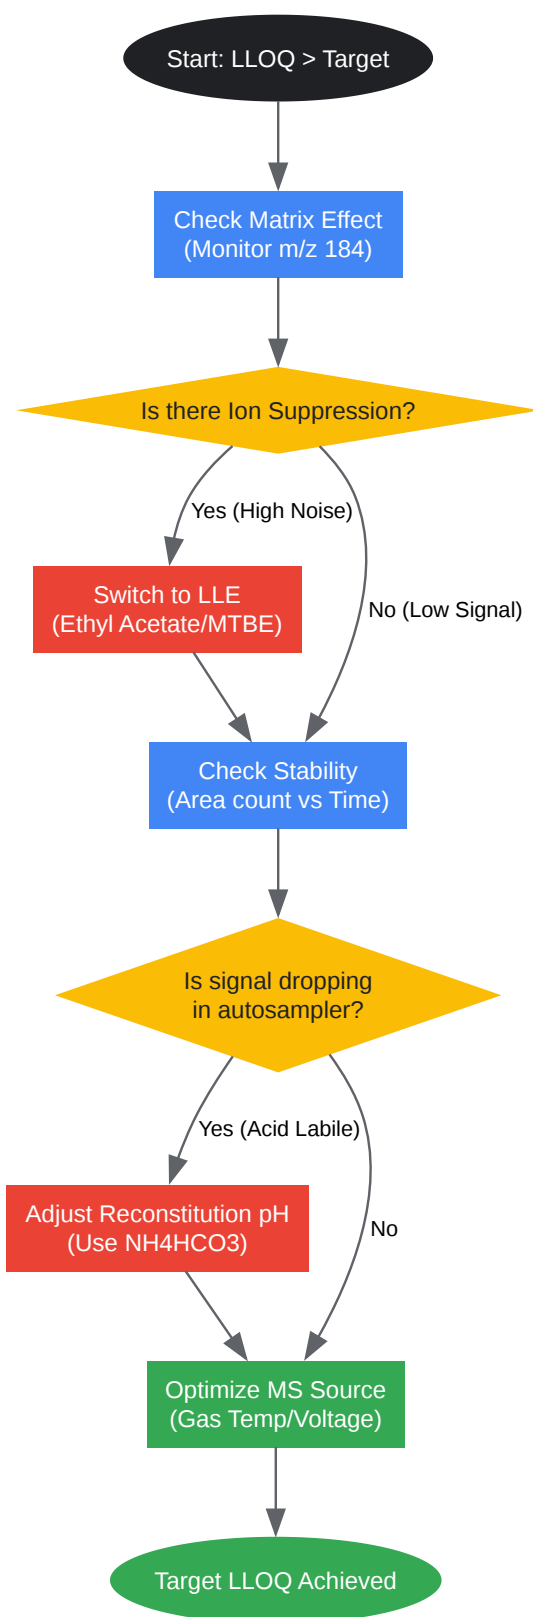 Start: LLOQ > Target
Check Matrix Effect
(Monitor m/z 184)
Is there Ion Suppression?
Yes (High Noise)
No (Low Signal)
Switch to LLE
(Ethyl Acetate/MTBE)
Check Stability
(Area count vs Time)
Is signal dropping
in autosampler?
Yes (Acid Labile)
No
Adjust Reconstitution pH
(Use NH4HCO3)
Optimize MS Source
(Gas Temp/Voltage)
Target LLOQ Achieved